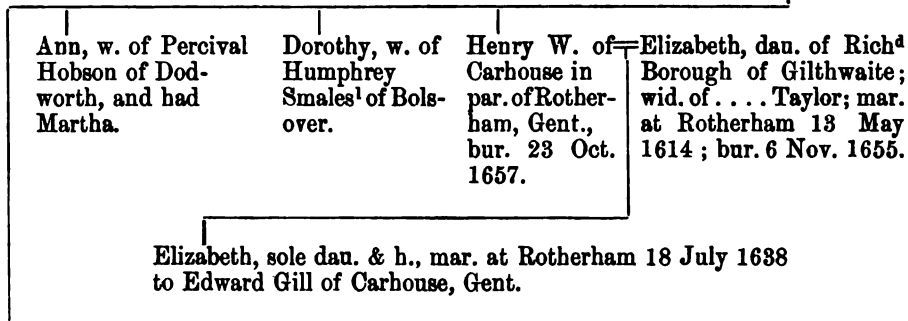 Ann, w. of Percival
Hobson of Dod-
worth, and had
Martha.
Dorothy, w. of
Humphrey
Smales¹ of Bols-
over.
Henry W. of
Carhouse in
par. of Rother-
ham, Gent.,
bur. 23 Oct.
1657.
Elizabeth, dau. of Richᵈ
Borough of Gilthwaite;
wid. of . . . . Taylor; mar.
at Rotherham 13 May
1614 ; bur. 6 Nov. 1655.
Elizabeth, sole dau. & h., mar. at Rotherham 18 July 1638
to Edward Gill of Carhouse, Gent.